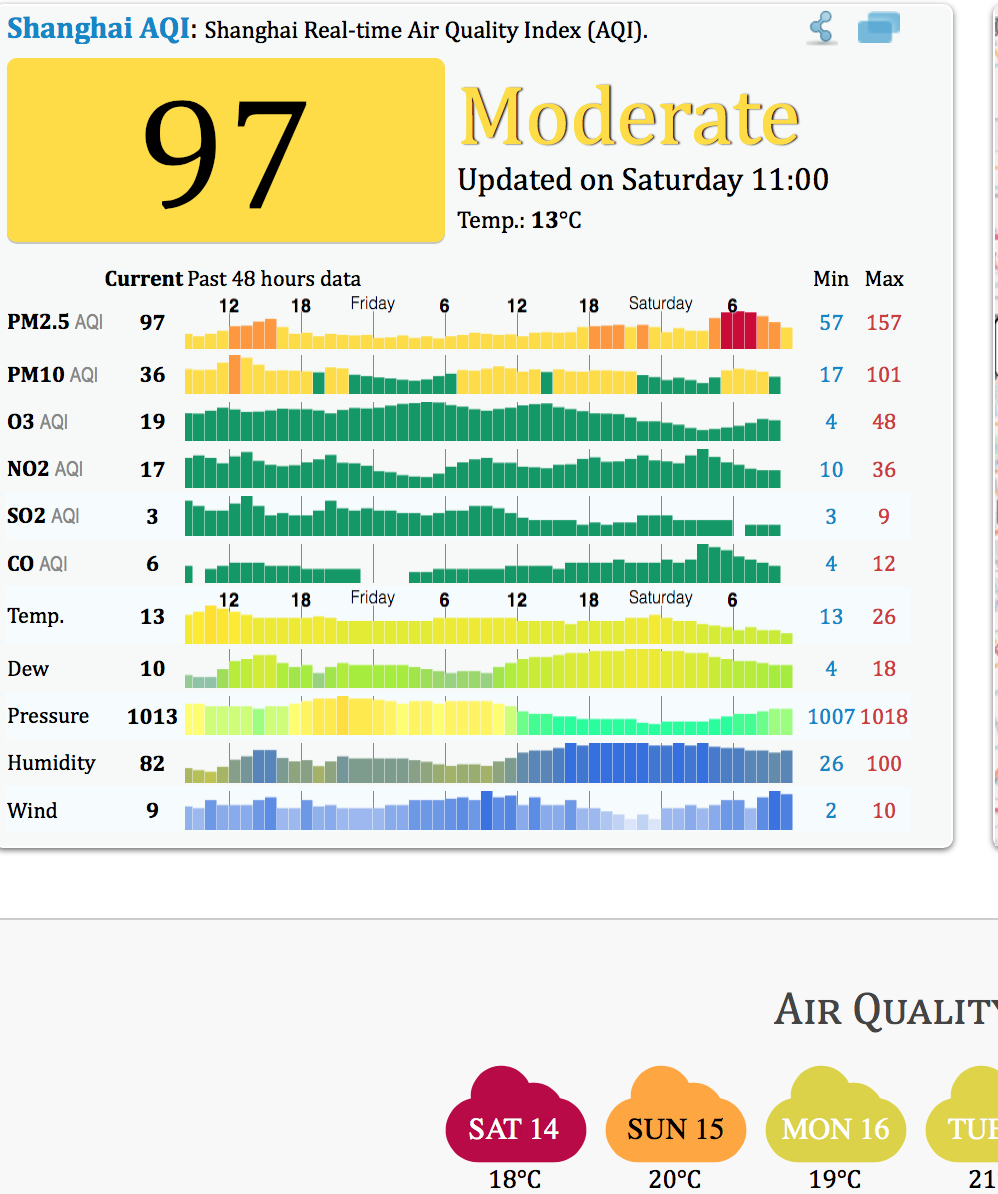 Shanghai AQI: Shanghai Real-time Air Quality Index (AQI).
97
Moderate
Updated on Saturday 11:00
Temp.: 13°C
Current Past 48 hours data Min Max
12 18 Friday 6 12 18 Saturday 6
PM2.5 AQI 97 57 157
PM10 AQI 36 17 101
O3 AQI 19 4 48
NO2 AQI 17 10 36
SO2 AQI 3 3 9
CO AQI 6 4 12
12 18 Friday 6 12 18 Saturday 6
Temp. 13 13 26
Dew 10 4 18
Pressure 1013 1007 1018
Humidity 82 26 100
Wind 9 2 10
AIR QUALITY
SAT 14 SUN 15 MON 16 TUE
18°C 20°C 19°C 21